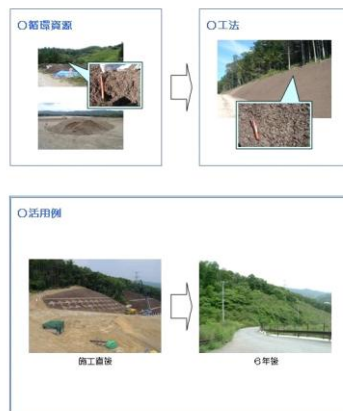 ○循環資源
○工法
○活用例
施工直後
6年後